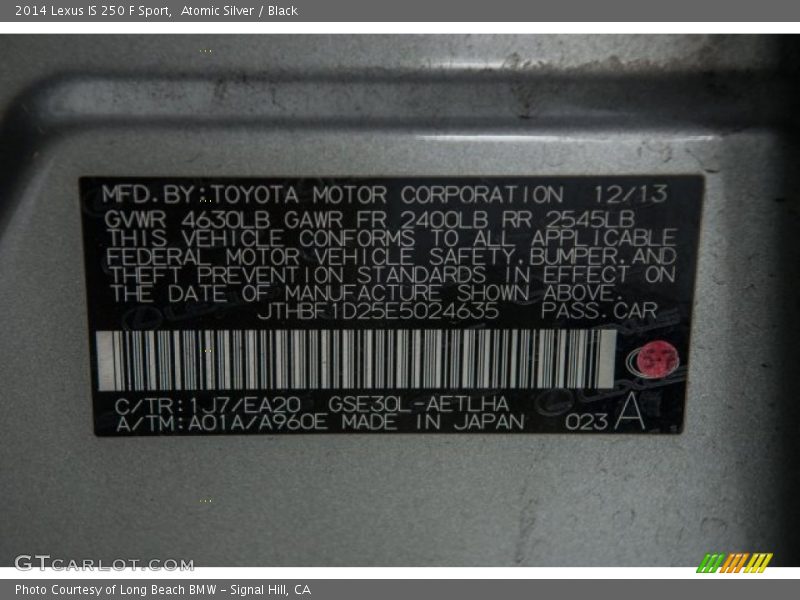 2014 Lexus IS 250 F Sport,  Atomic Silver / Black
MFD.BY:TOYOTA MOTOR CORPORATION 12/13
GVWR 4630LB GAWR FR 2400LB RR 2545LB
THIS VEHICLE CONFORMS TO ALL APPLICABLE
FEDERAL MOTOR VEHICLE SAFETY,BUMPER,AND
THEFT PREVENTION STANDARDS IN EFFECT ON
THE DATE OF MANUFACTURE SHOWN ABOVE.
JTHBF1D25E5024635 PASS.CAR
C/TR:1J7/EA20 GSE30L-AETLHA
A/TM:A01A/A960E MADE IN JAPAN 023 A
GTCARLOT.COM
Photo Courtesy of Long Beach BMW - Signal Hill, CA